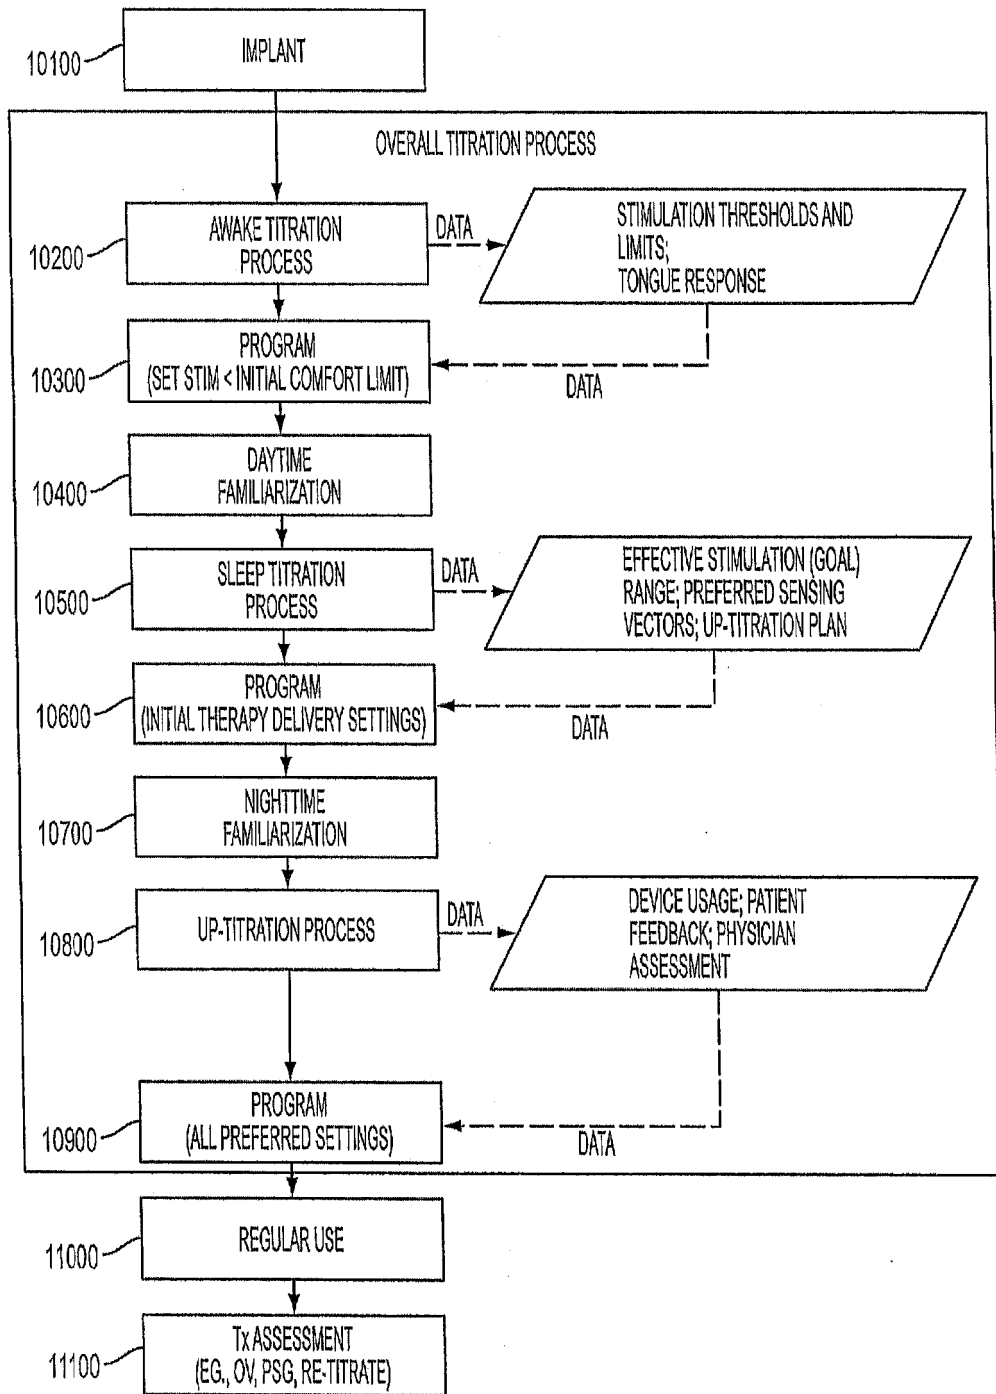 10100
IMPLANT
OVERALL TITRATION PROCESS
10200
AWAKE TITRATION
PROCESS
DATA
STIMULATION THRESHOLDS AND
LIMITS;
TONGUE RESPONSE
10300
PROGRAM
(SET STIM < INITIAL COMFORT LIMIT)
DATA
10400
DAYTIME
FAMILIARIZATION
10500
SLEEP TITRATION
PROCESS
DATA
EFFECTIVE STIMULATION (GOAL)
RANGE; PREFERRED SENSING
VECTORS; UP-TITRATION PLAN
10600
PROGRAM
(INITIAL THERAPY DELIVERY SETTINGS)
DATA
10700
NIGHTTIME
FAMILIARIZATION
10800
UP-TITRATION PROCESS
DATA
DEVICE USAGE; PATIENT
FEEDBACK; PHYSICIAN
ASSESSMENT
10900
PROGRAM
(ALL PREFERRED SETTINGS)
DATA
11000
REGULAR USE
11100
Tx ASSESSMENT
(EG., OV, PSG, RE-TITRATE)